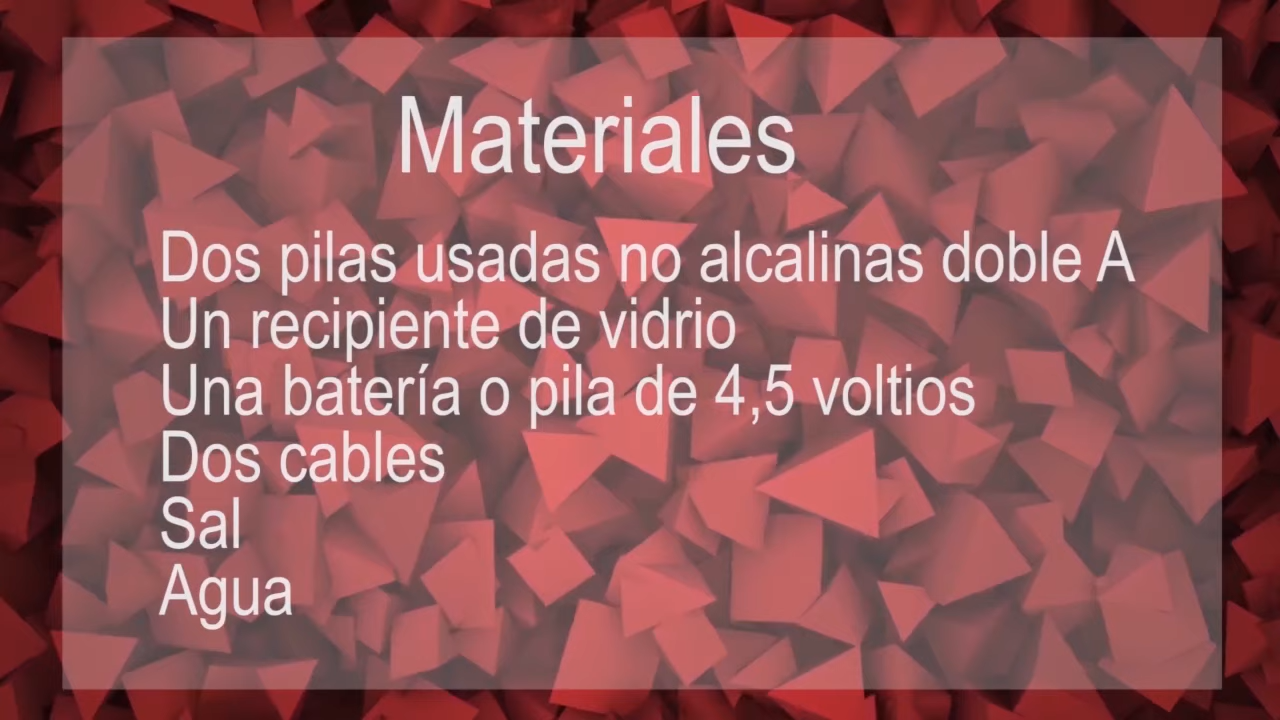 Materiales
Dos pilas usadas no alcalinas doble A
Un recipiente de vidrio
Una batería o pila de 4,5 voltios
Dos cables
Sal
Agua